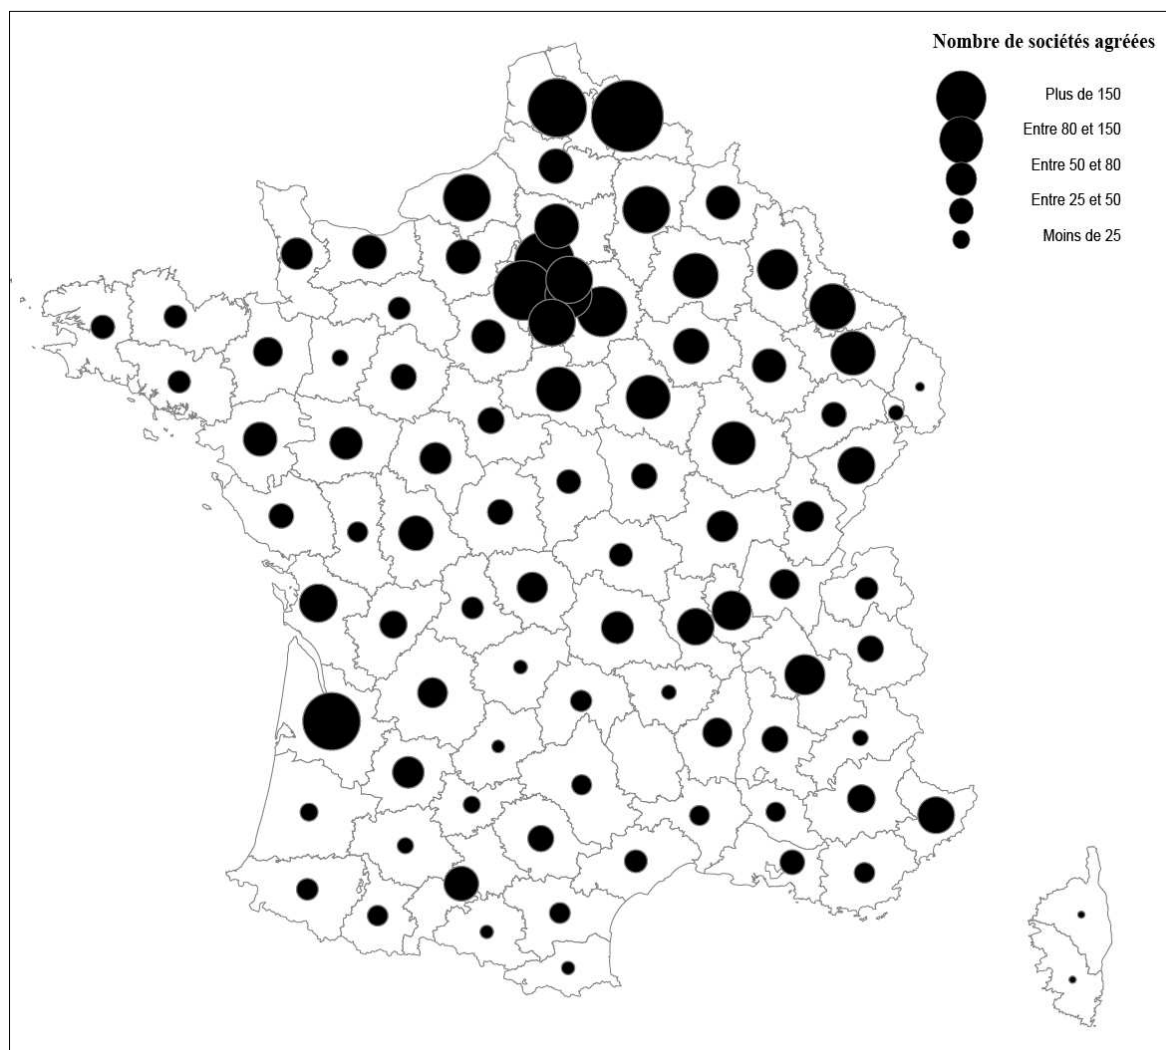 Nombre de sociétés agréées
Plus de 150
Entre 80 et 150
Entre 50 et 80
Entre 25 et 50
Moins de 25